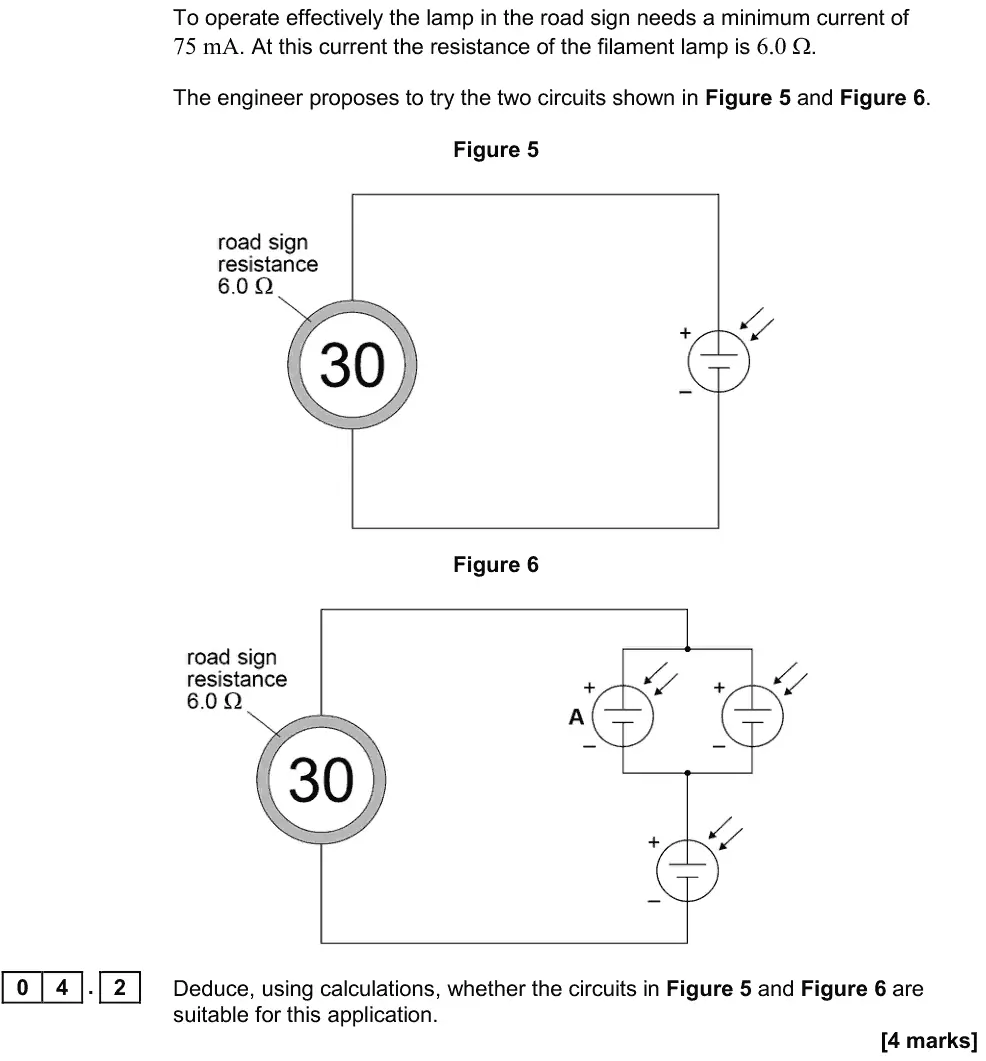 To operate effectively the lamp in the road sign needs a minimum current of
75 mA. At this current the resistance of the filament lamp is 6.0 Ω.
The engineer proposes to try the two circuits shown in Figure 5 and Figure 6.
Figure 5
road sign
resistance
6.0 Ω
30
+
−
Figure 6
road sign
resistance
6.0 Ω
30
A
+
−
+
−
+
−
0 4 . 2
Deduce, using calculations, whether the circuits in Figure 5 and Figure 6 are
suitable for this application.
[4 marks]